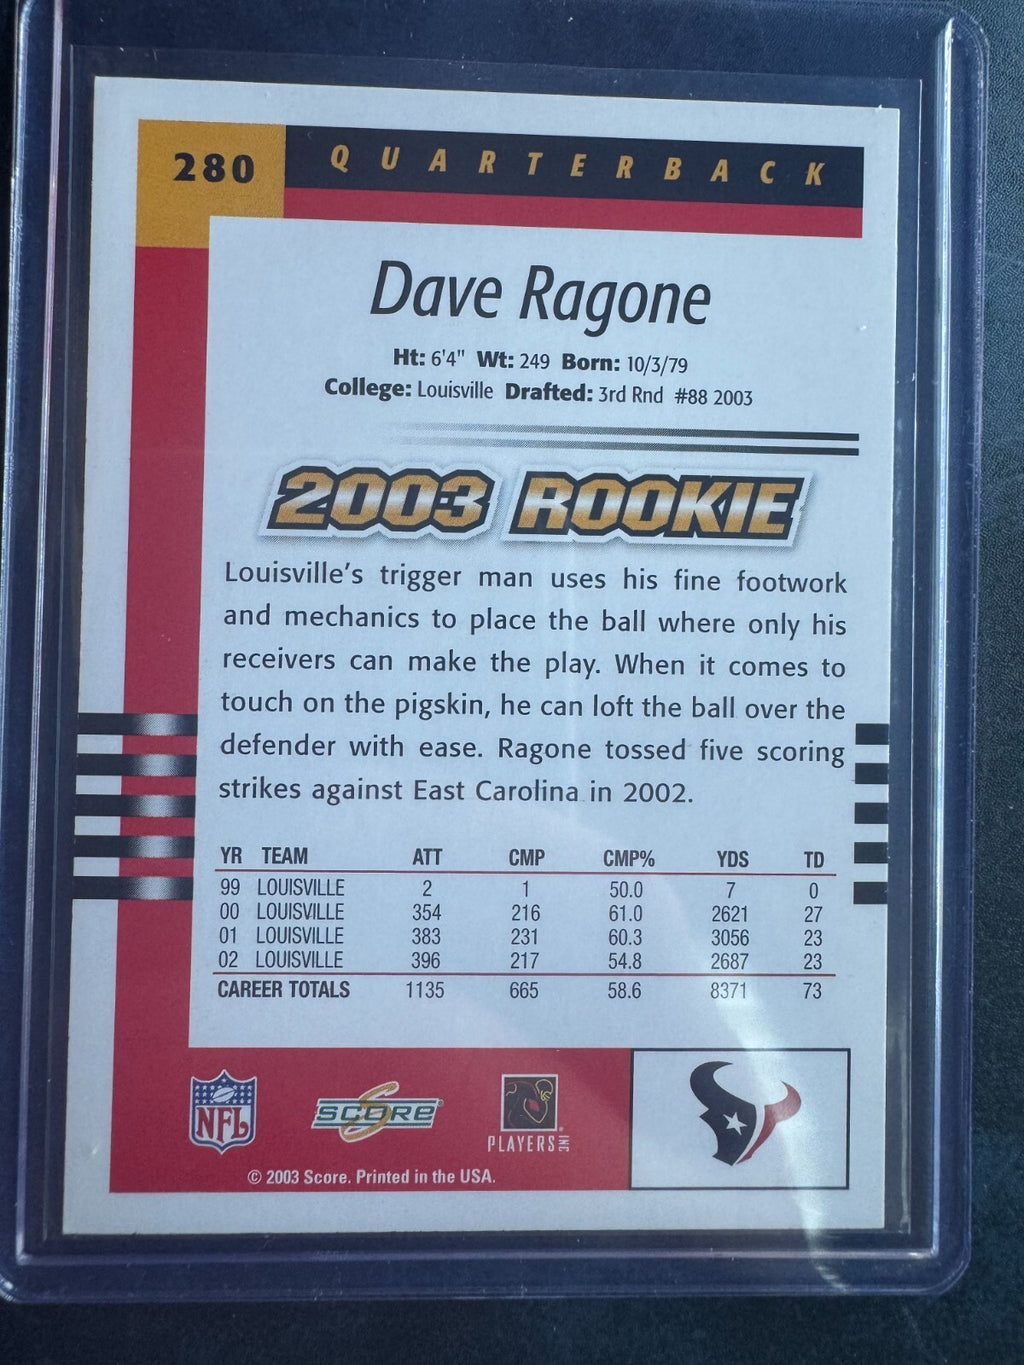 280 QUARTERBACK
Dave Ragone
Ht: 6'4" Wt: 249 Born: 10/3/79
College: Louisville Drafted: 3rd Rnd #88 2003
2003 ROOKIE
Louisville's trigger man uses his fine footwork
and mechanics to place the ball where only his
receivers can make the play. When it comes to
touch on the pigskin, he can loft the ball over the
defender with ease. Ragone tossed five scoring
strikes against East Carolina in 2002.
YR TEAM ATT CMP CMP% YDS TD
99 LOUISVILLE 2 1 50.0 7 0
00 LOUISVILLE 354 216 61.0 2621 27
01 LOUISVILLE 383 231 60.3 3056 23
02 LOUISVILLE 396 217 54.8 2687 23
CAREER TOTALS 1135 665 58.6 8371 73
NFL SCORE ® PLAYERS INC ®
© 2003 Score. Printed in the USA.